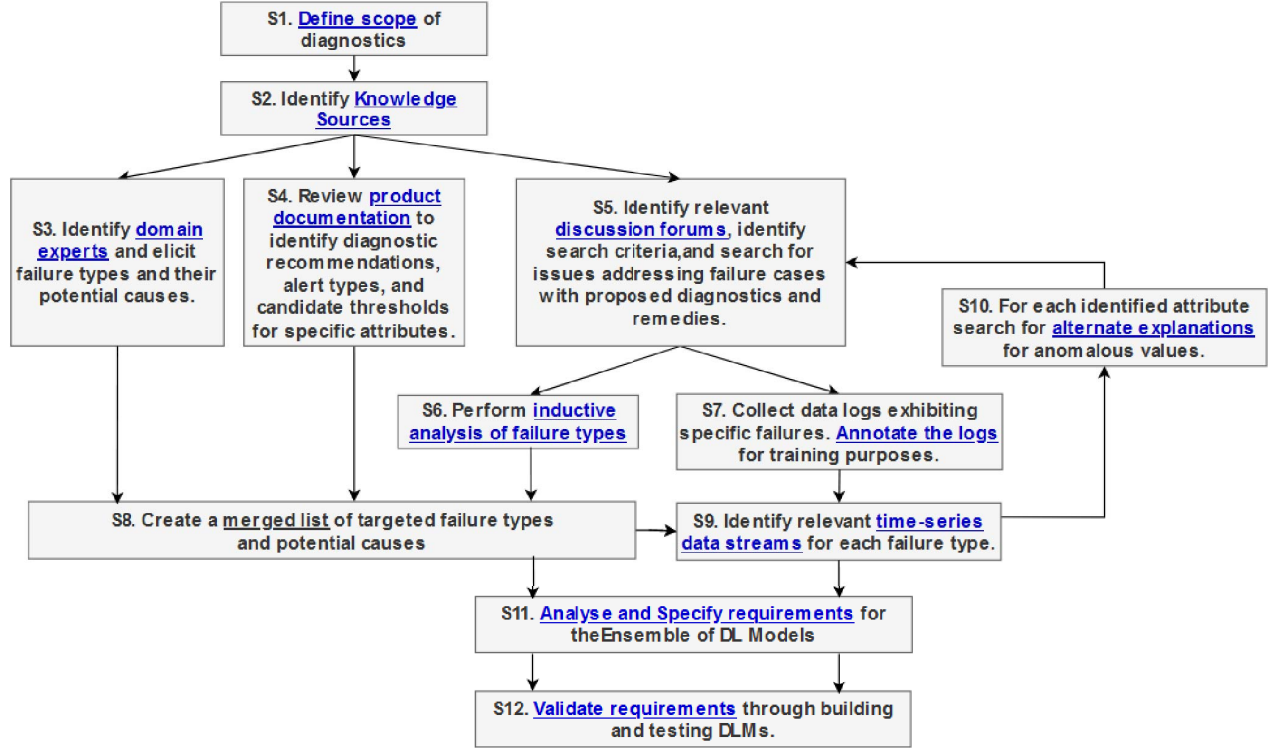 S1. Define scope of
diagnostics
S2. Identify Knowledge
Sources
S3. Identify domain
experts and elicit
failure types and their
potential causes.
S4. Review product
documentation to
identify diagnostic
recommendations,
alert types, and
candidate thresholds
for specific attributes.
S5. Identify relevant
discussion forums, identify
search criteria,and search for
issues addressing failure cases
with proposed diagnostics and
remedies.
S10. For each identified attribute
search for alternate explanations
for anomalous values.
S6. Perform inductive
analysis of failure types
S7. Collect data logs exhibiting
specific failures. Annotate the logs
for training purposes.
S8. Create a merged list of targeted failure types
and potential causes
S9. Identify relevant time-series
data streams for each failure type.
S11. Analyse and Specify requirements for
theEnsemble of DL Models
S12. Validate requirements through building
and testing DLMs.